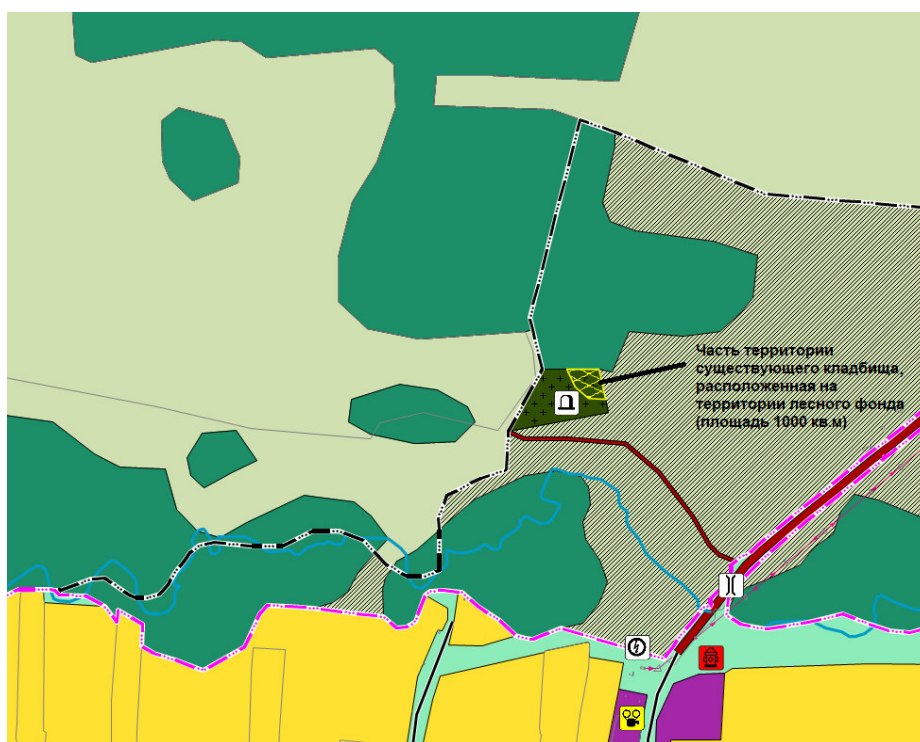 Часть территории
существующего кладбища,
расположенная на
территории лесного фонда
(площадь 1000 кв.м)